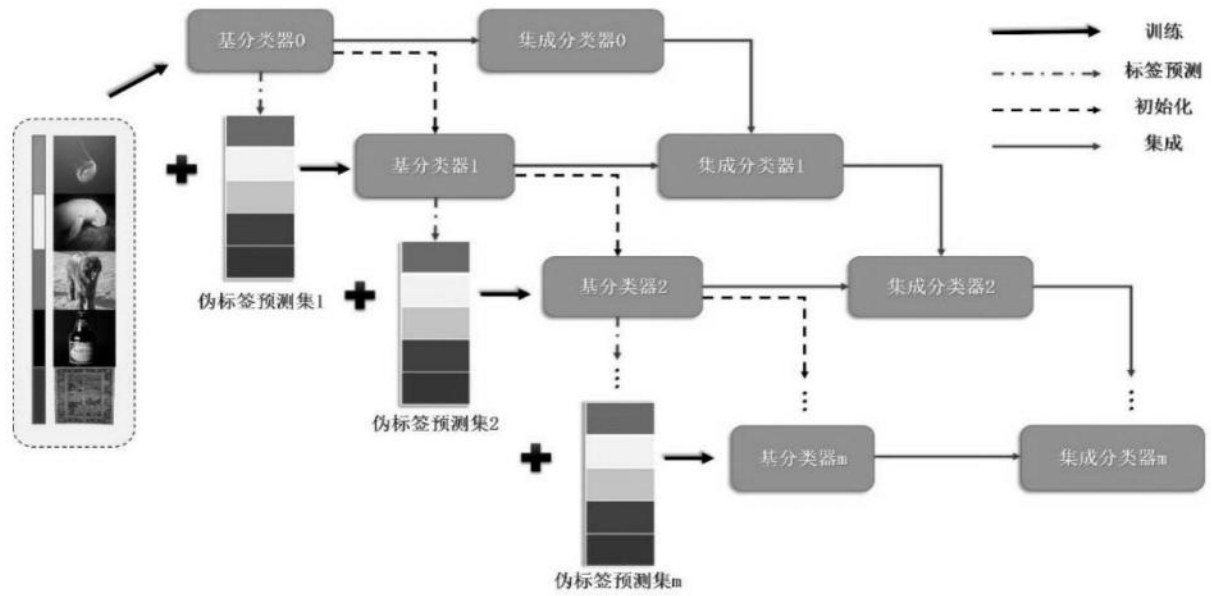 基分类器0
集成分类器0
训练
标签预测
初始化
集成
基分类器1
集成分类器1
伪标签预测集1
基分类器2
集成分类器2
伪标签预测集2
基分类器m
集成分类器m
伪标签预测集m